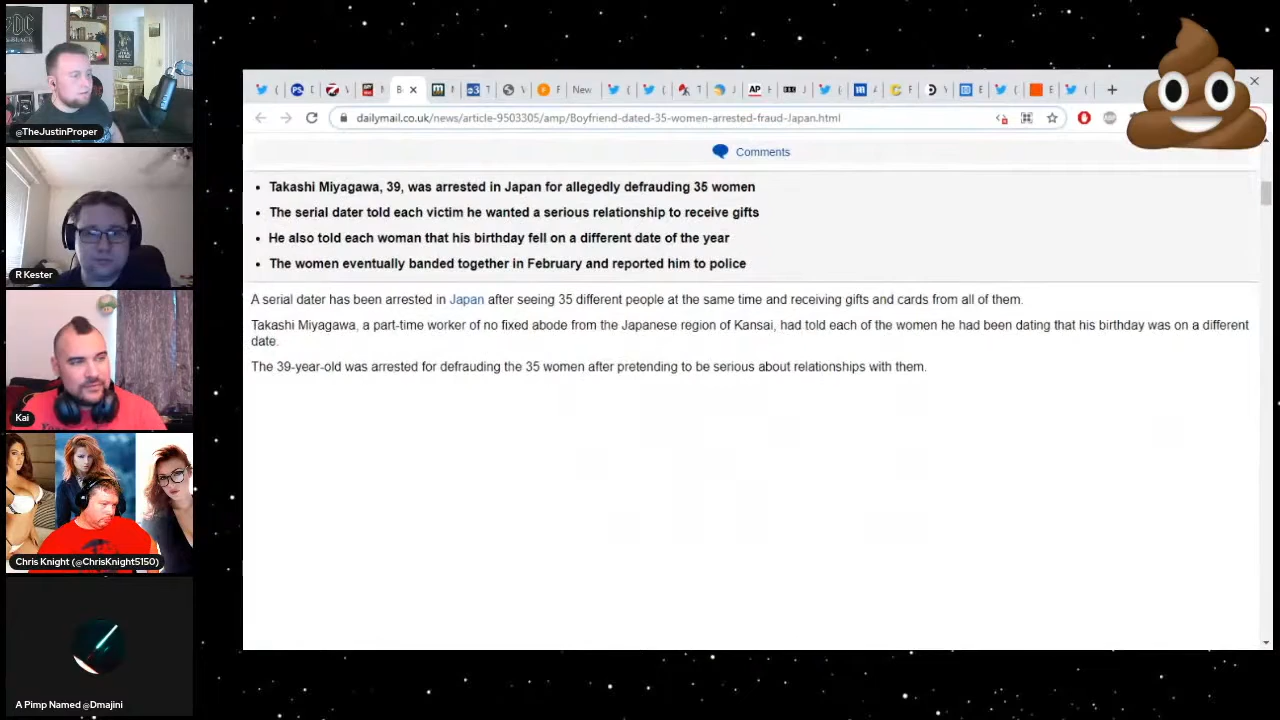 @TheJustinProper
R Kester
Kai
Chris Knight (@ChrisKnight5150)
A Pimp Named @Dmajini
New
AP
dailymail.co.uk/news/article-9503305/amp/Boyfriend-dated-35-women-arrested-fraud-Japan.html
Comments
Takashi Miyagawa, 39, was arrested in Japan for allegedly defrauding 35 women
The serial dater told each victim he wanted a serious relationship to receive gifts
He also told each woman that his birthday fell on a different date of the year
The women eventually banded together in February and reported him to police
A serial dater has been arrested in Japan after seeing 35 different people at the same time and receiving gifts and cards from all of them.
Takashi Miyagawa, a part-time worker of no fixed abode from the Japanese region of Kansai, had told each of the women he had been dating that his birthday was on a different
date.
The 39-year-old was arrested for defrauding the 35 women after pretending to be serious about relationships with them.